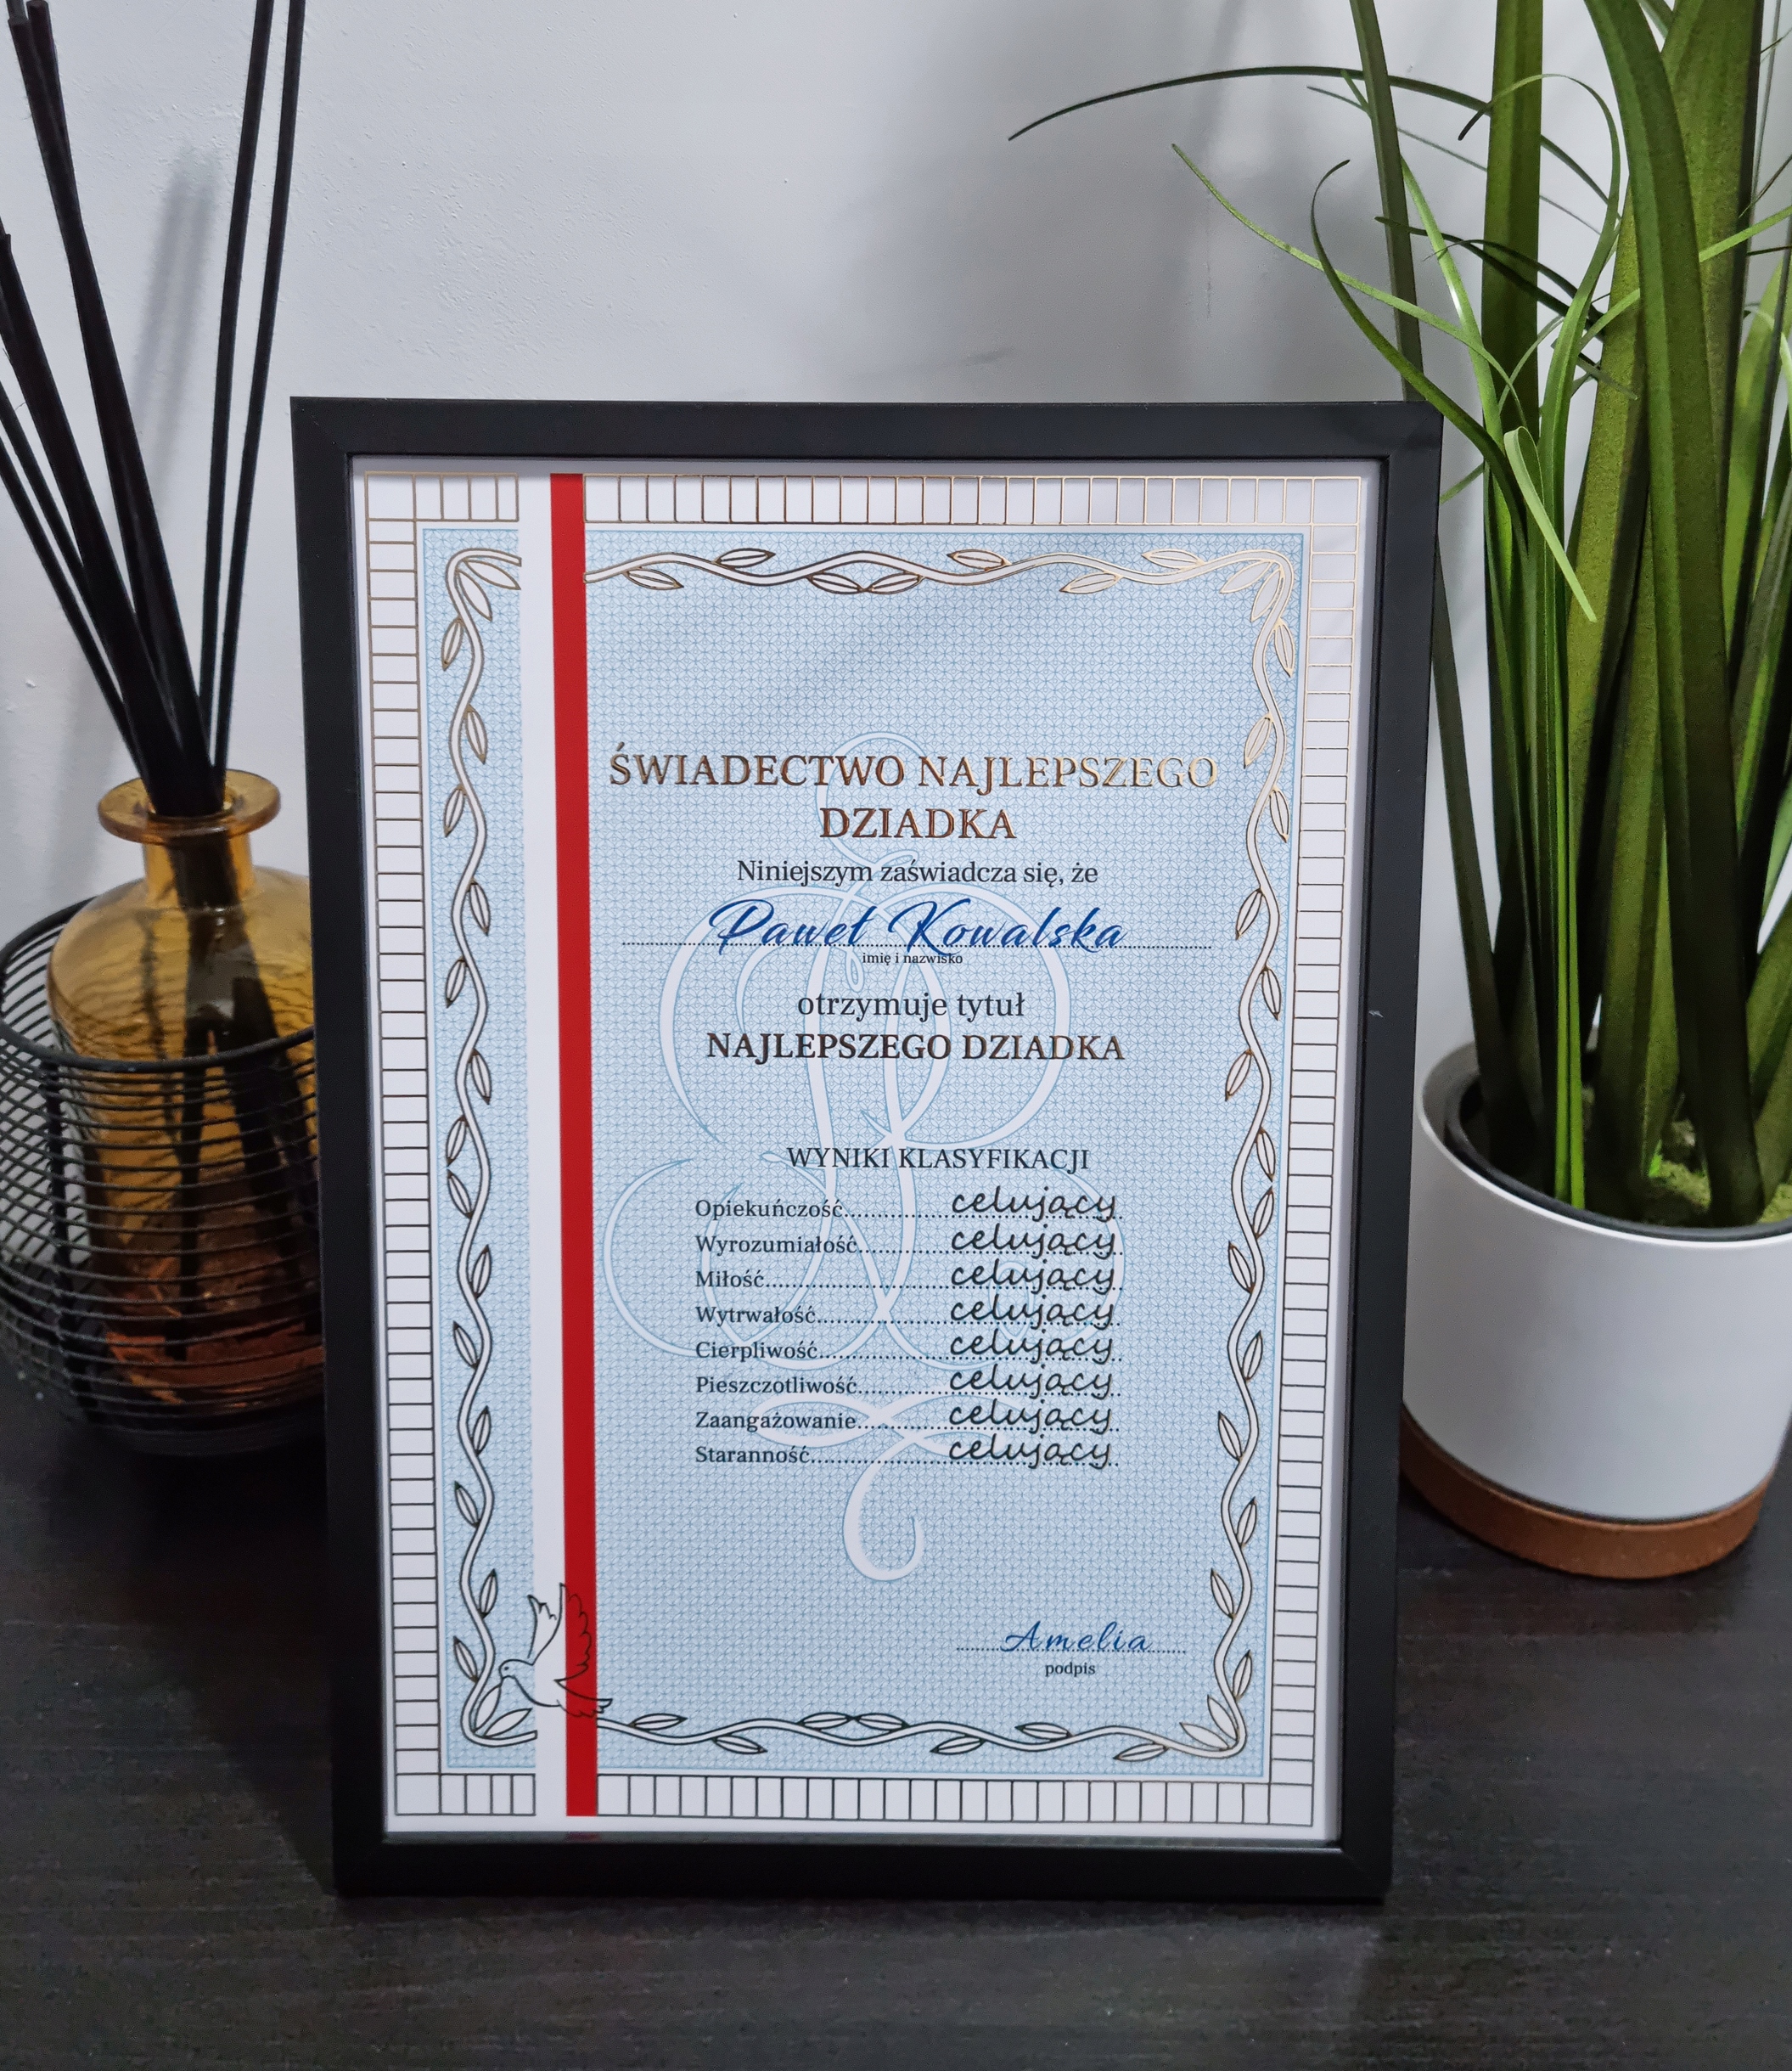 ŚWIADECTWO NAJLEPSZEGO
DZIADKA
Niniejszym zaświadcza się, że
Paweł Kowalska
imię i nazwisko
otrzymuje tytuł
NAJLEPSZEGO DZIADKA
WYNIKI KLASYFIKACJI
Opiekuńczość....................celujący
Wyrozumiałość....................celujący
Miłość....................celujący
Wytrwałość....................celujący
Cierpliwość....................celujący
Pieszczotliwość....................celujący
Zaangażowanie....................celujący
Staranność....................celujący
Amelia
podpis